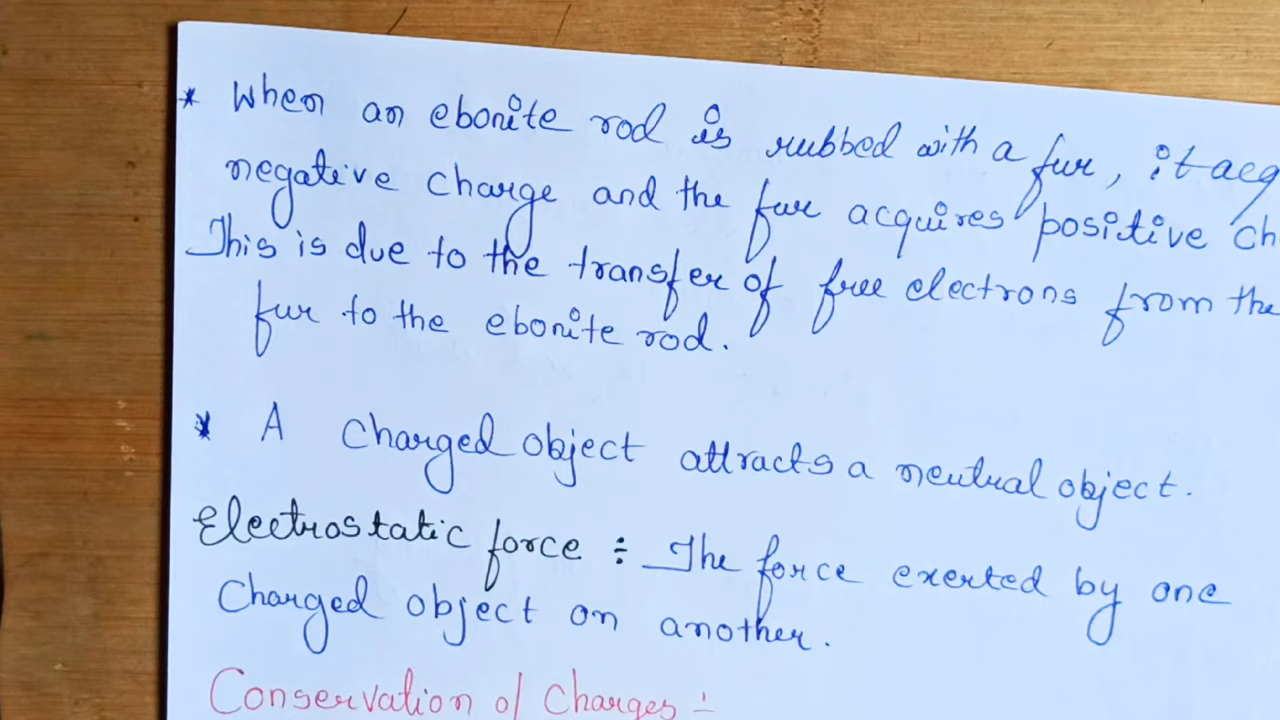 * When an ebonite rod is rubbed with a fur, it acq
negative charge and the fur acquires positive ch
This is due to the transfer of free electrons from the
fur to the ebonite rod.
* A charged object attracts a neutral object.
Electrostatic force ÷ The force exerted by one
charged object on another.
Conservation of Charges :-